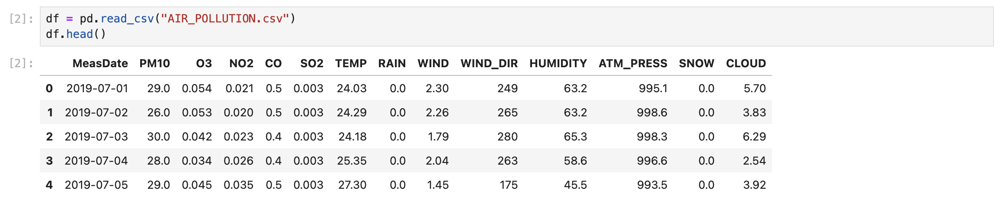 [2]: df = pd.read_csv("AIR_POLLUTION.csv")
df.head()
[2]: MeasDate PM10 O3 NO2 CO SO2 TEMP RAIN WIND WIND_DIR HUMIDITY ATM_PRESS SNOW CLOUD
0 2019-07-01 29.0 0.054 0.021 0.5 0.003 24.03 0.0 2.30 249 63.2 995.1 0.0 5.70
1 2019-07-02 26.0 0.053 0.020 0.5 0.003 24.29 0.0 2.26 265 63.2 998.6 0.0 3.83
2 2019-07-03 30.0 0.042 0.023 0.4 0.003 24.18 0.0 1.79 280 65.3 998.3 0.0 6.29
3 2019-07-04 28.0 0.034 0.026 0.4 0.003 25.35 0.0 2.04 263 58.6 996.6 0.0 2.54
4 2019-07-05 29.0 0.045 0.035 0.5 0.003 27.30 0.0 1.45 175 45.5 993.5 0.0 3.92